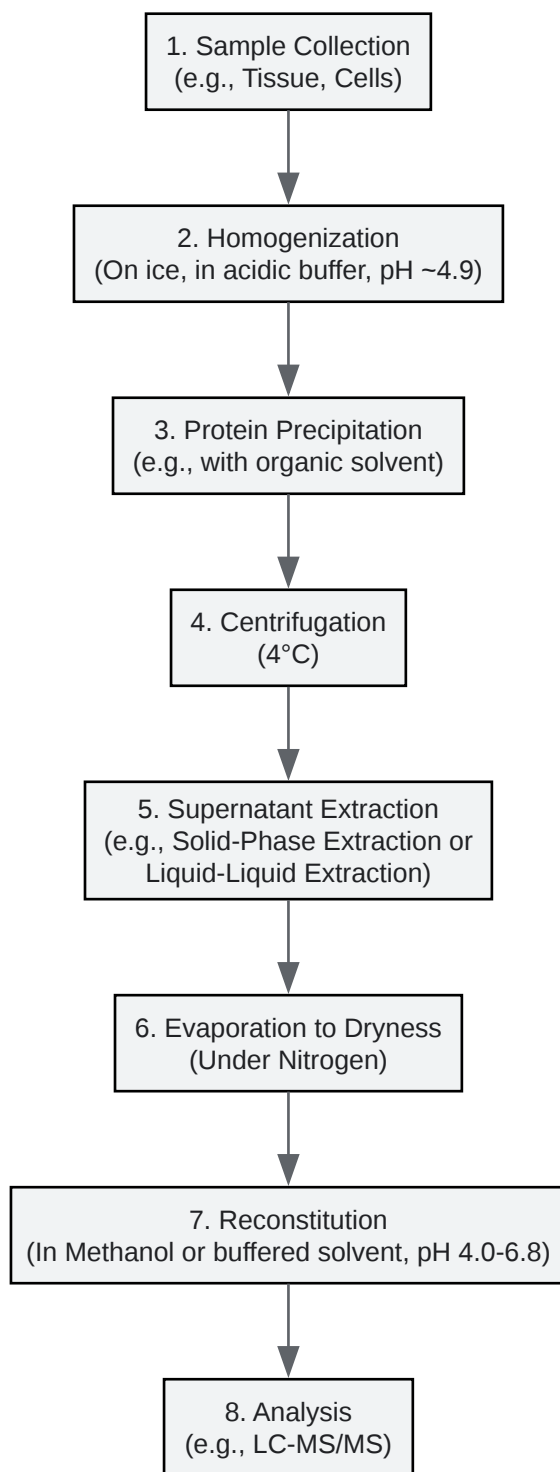 1. Sample Collection
(e.g., Tissue, Cells)
2. Homogenization
(On ice, in acidic buffer, pH ~4.9)
3. Protein Precipitation
(e.g., with organic solvent)
4. Centrifugation
(4°C)
5. Supernatant Extraction
(e.g., Solid-Phase Extraction or
Liquid-Liquid Extraction)
6. Evaporation to Dryness
(Under Nitrogen)
7. Reconstitution
(In Methanol or buffered solvent, pH 4.0-6.8)
8. Analysis
(e.g., LC-MS/MS)